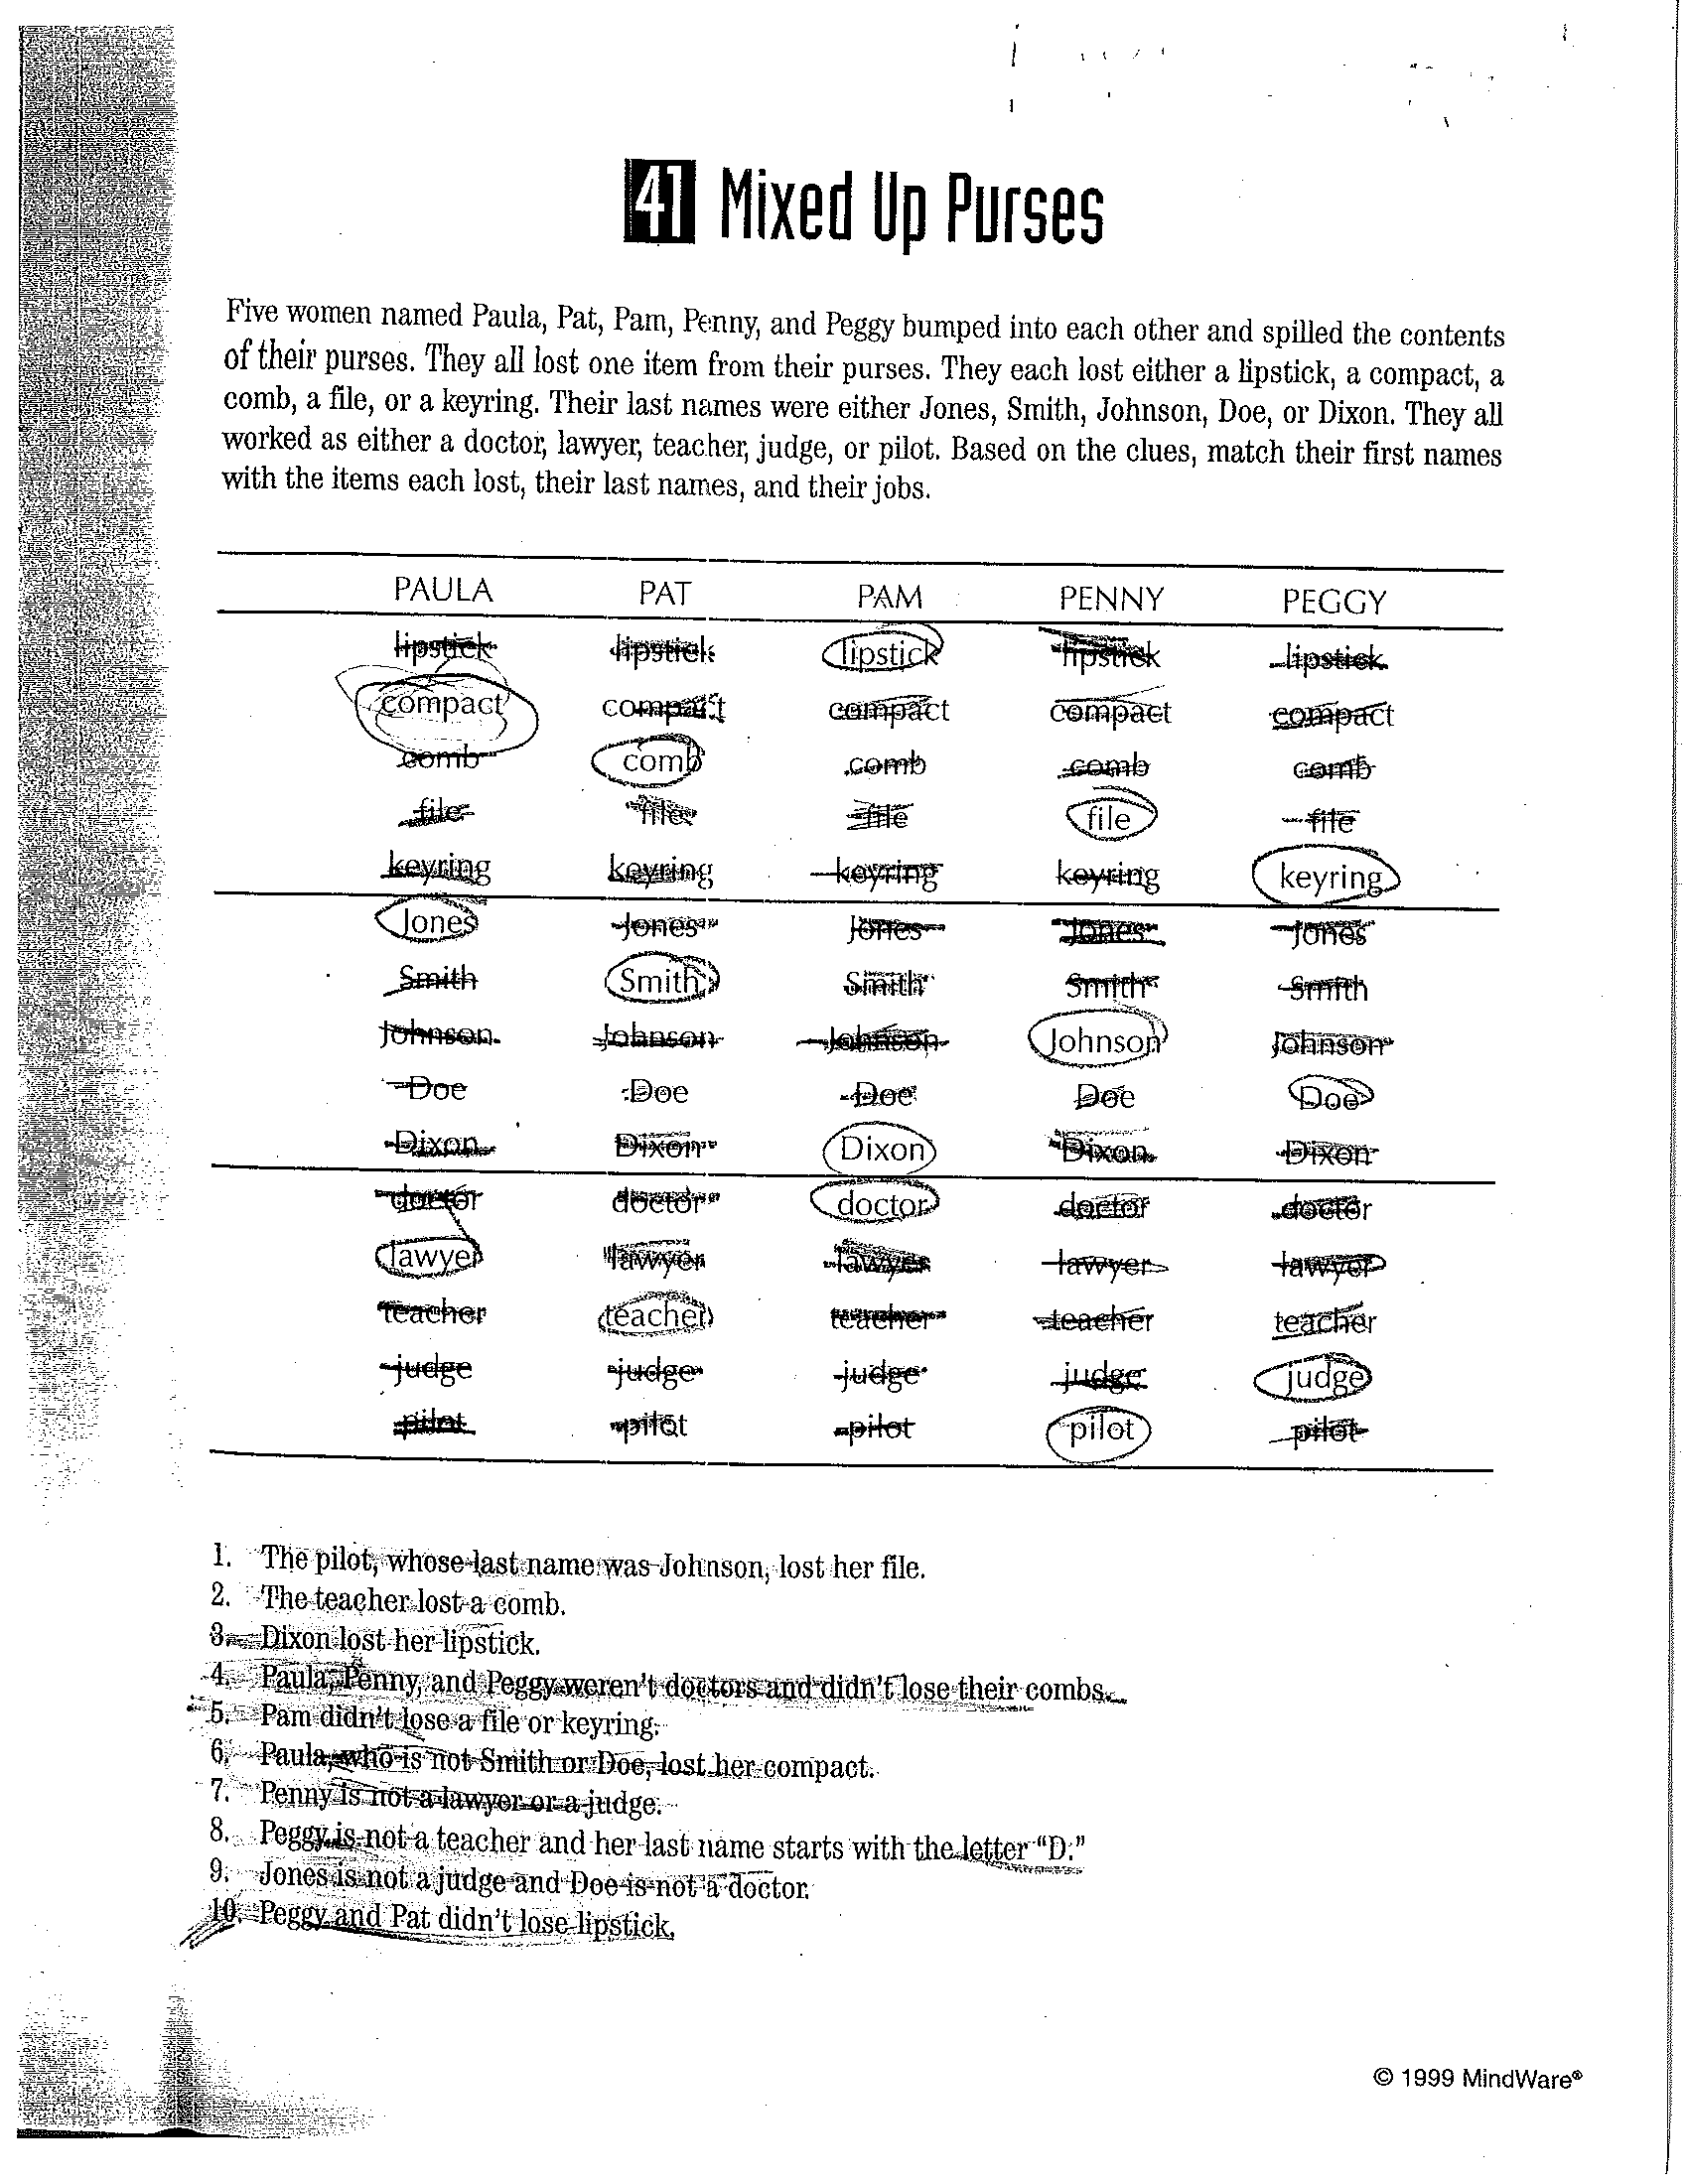 41 Mixed Up Purses
Five women named Paula, Pat, Pam, Penny, and Peggy bumped into each other and spilled the contents
of their purses. They all lost one item from their purses. They each lost either a lipstick, a compact, a
comb, a file, or a keyring. Their last names were either Jones, Smith, Johnson, Doe, or Dixon. They all
worked as either a doctor, lawyer, teacher, judge, or pilot. Based on the clues, match their first names
with the items each lost, their last names, and their jobs.
PAULA PAT PAM PENNY PEGGY
lipstick lipstick lipstick lipstick lipstick
compact compact compact compact compact
comb comb comb comb comb
file file file file file
keyring keyring keyring keyring keyring
Jones Jones Jones Jones Jones
Smith Smith Smith Smith Smith
Johnson Johnson Johnson Johnson Johnson
Doe Doe Doe Doe Doe
Dixon Dixon Dixon Dixon Dixon
doctor doctor doctor doctor doctor
lawyer lawyer lawyer lawyer lawyer
teacher teacher teacher teacher teacher
judge judge judge judge judge
pilot pilot pilot pilot pilot
1. The pilot, whose last name was Johnson, lost her file.
2. The teacher lost a comb.
3. Dixon lost her lipstick.
4. Paula, Penny, and Peggy weren't doctors and didn't lose their combs.
5. Pam didn't lose a file or keyring.
6. Paula, who is not Smith or Doe, lost her compact.
7. Penny is not a lawyer or a judge.
8. Peggy is not a teacher and her last name starts with the letter "D."
9. Jones is not a judge and Doe is not a doctor.
10. Peggy and Pat didn't lose lipstick.
© 1999 MindWare®